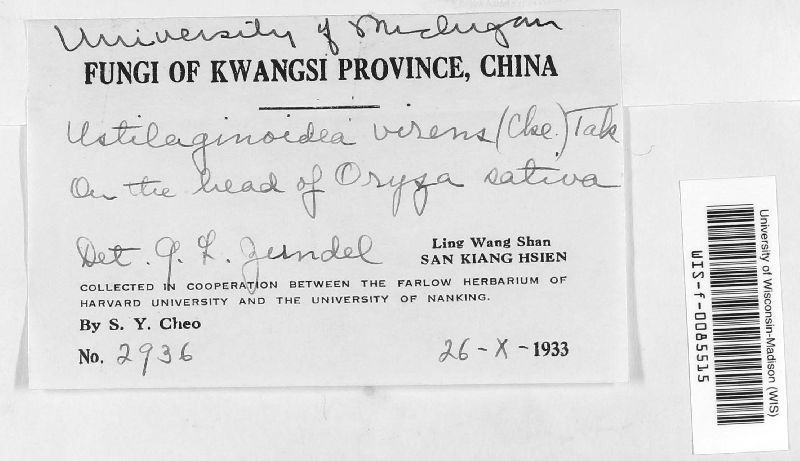 University of Michigan
FUNGI OF KWANGSI PROVINCE, CHINA
Ustilaginoidea virens (Cke.) Tak
On the head of Oryza sativa
Det. G. L. Zundel
Ling Wang Shan
SAN KIANG HSIEN
COLLECTED IN COOPERATION BETWEEN THE FARLOW HERBARIUM OF
HARVARD UNIVERSITY AND THE UNIVERSITY OF NANKING.
By S. Y. Cheo
No. 2936
26-X-1933
University of Wisconsin-Madison (WIS)
WIS-f-0085515